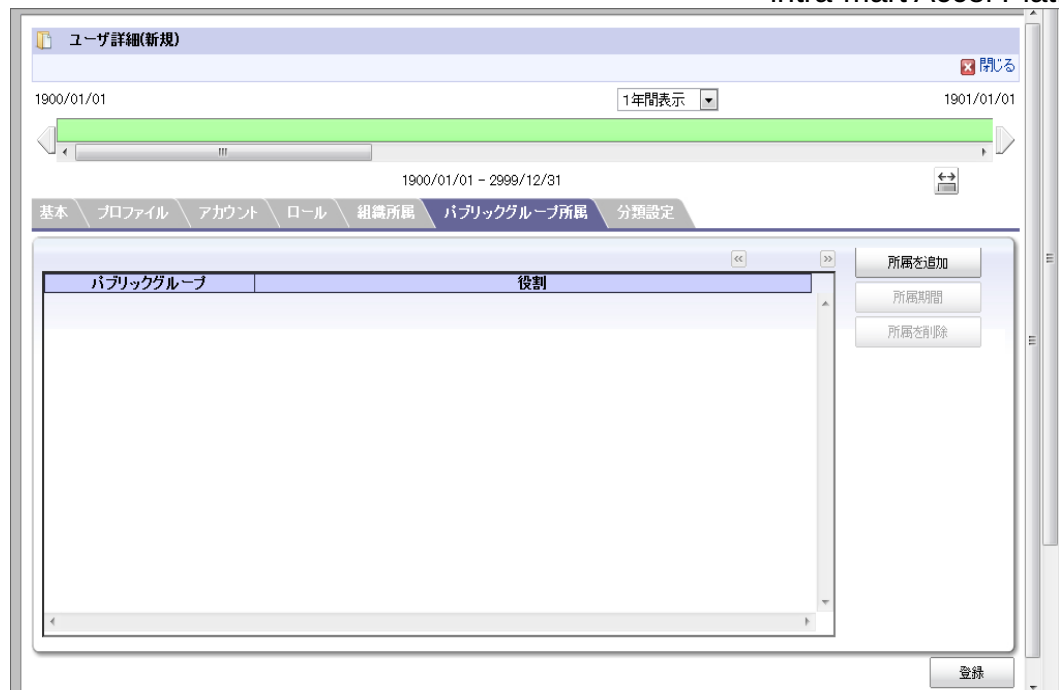 ユーザ詳細(新規)
閉じる
1900/01/01 1年間表示 1901/01/01
1900/01/01 - 2999/12/31
基本 プロファイル アカウント ロール 組織所属 パブリックグループ所属 分類設定
所属を追加
パブリックグループ 役割
所属期間
所属を削除
登録